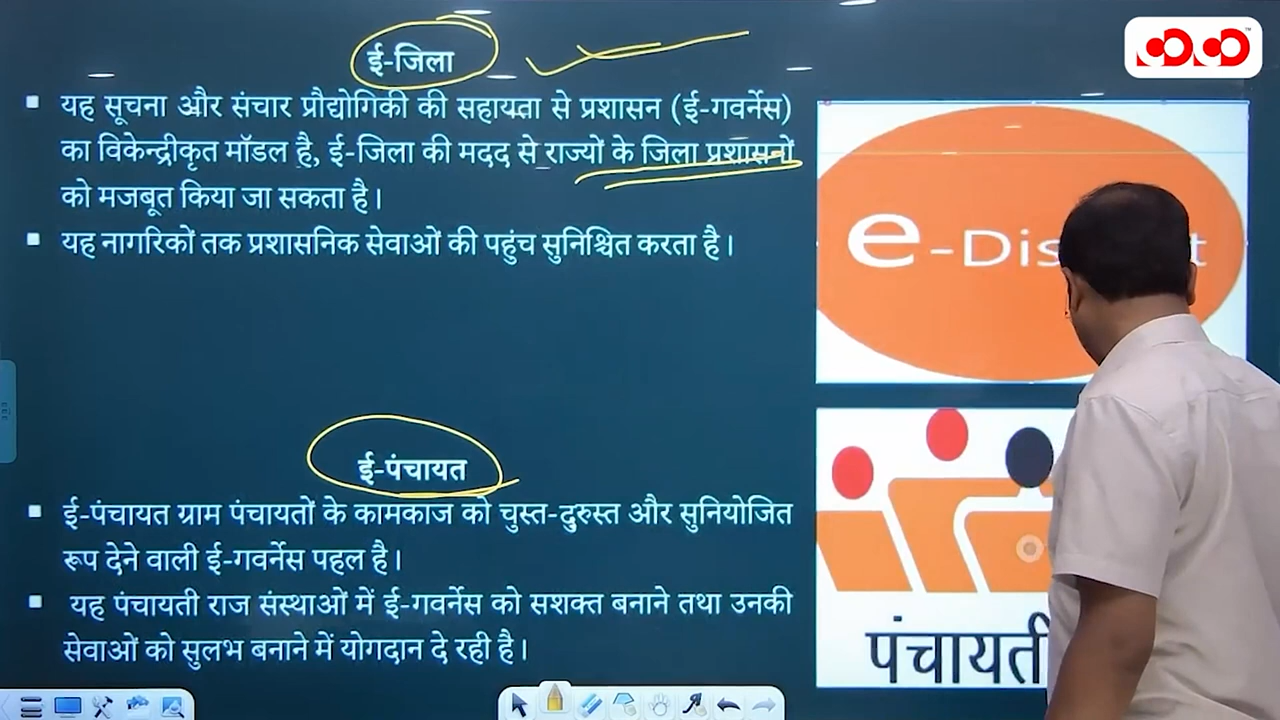 ई-जिला
यह सूचना और संचार प्रौद्योगिकी की सहायता से प्रशासन (ई-गवर्नेस)
का विकेन्द्रीकृत मॉडल है, ई-जिला की मदद से राज्यों के जिला प्रशासनों
को मजबूत किया जा सकता है।
यह नागरिकों तक प्रशासनिक सेवाओं की पहुंच सुनिश्चित करता है।
e-Dis t
ई-पंचायत
ई-पंचायत ग्राम पंचायतों के कामकाज को चुस्त-दुरुस्त और सुनियोजित
रूप देने वाली ई-गवर्नेस पहल है।
यह पंचायती राज संस्थाओं में ई-गवर्नेस को सशक्त बनाने तथा उनकी
सेवाओं को सुलभ बनाने में योगदान दे रही है।
पंचायती